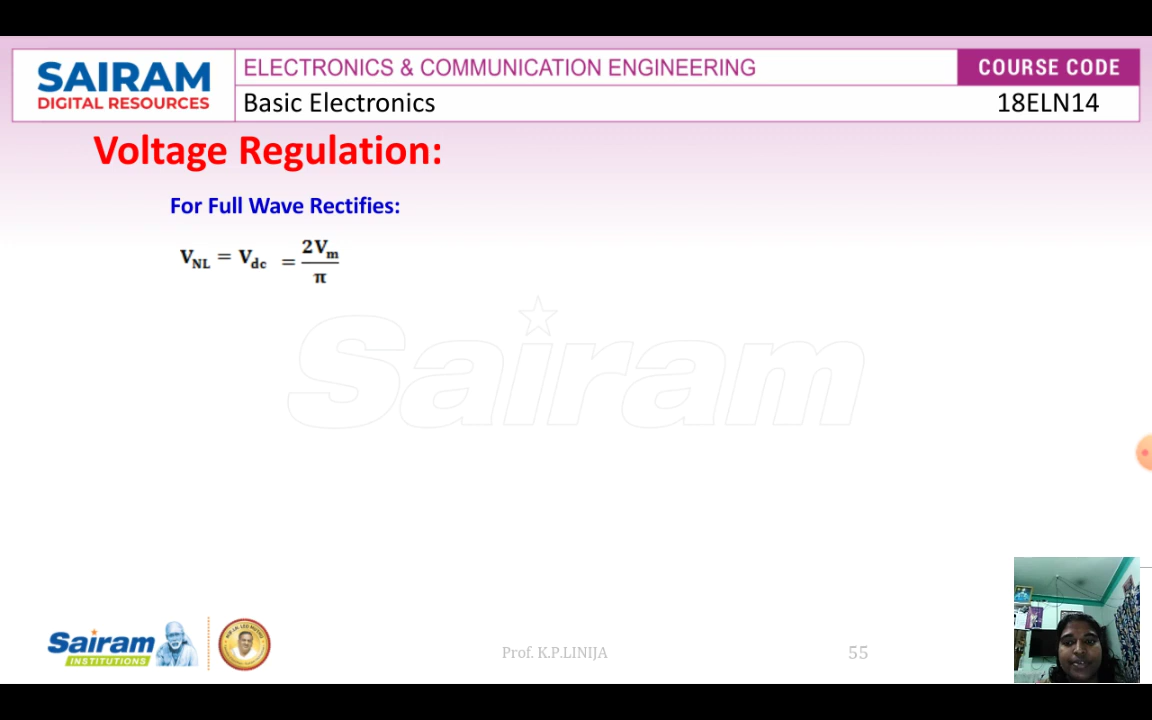 SAIRAM
DIGITAL RESOURCES
ELECTRONICS & COMMUNICATION ENGINEERING
COURSE CODE
Basic Electronics
18ELN14
Voltage Regulation:
For Full Wave Rectifies:
V_NL = V_dc = 2V_m / π
Sairam
Sairam
INSTITUTIONS
Prof. K.P.LINIJA
55